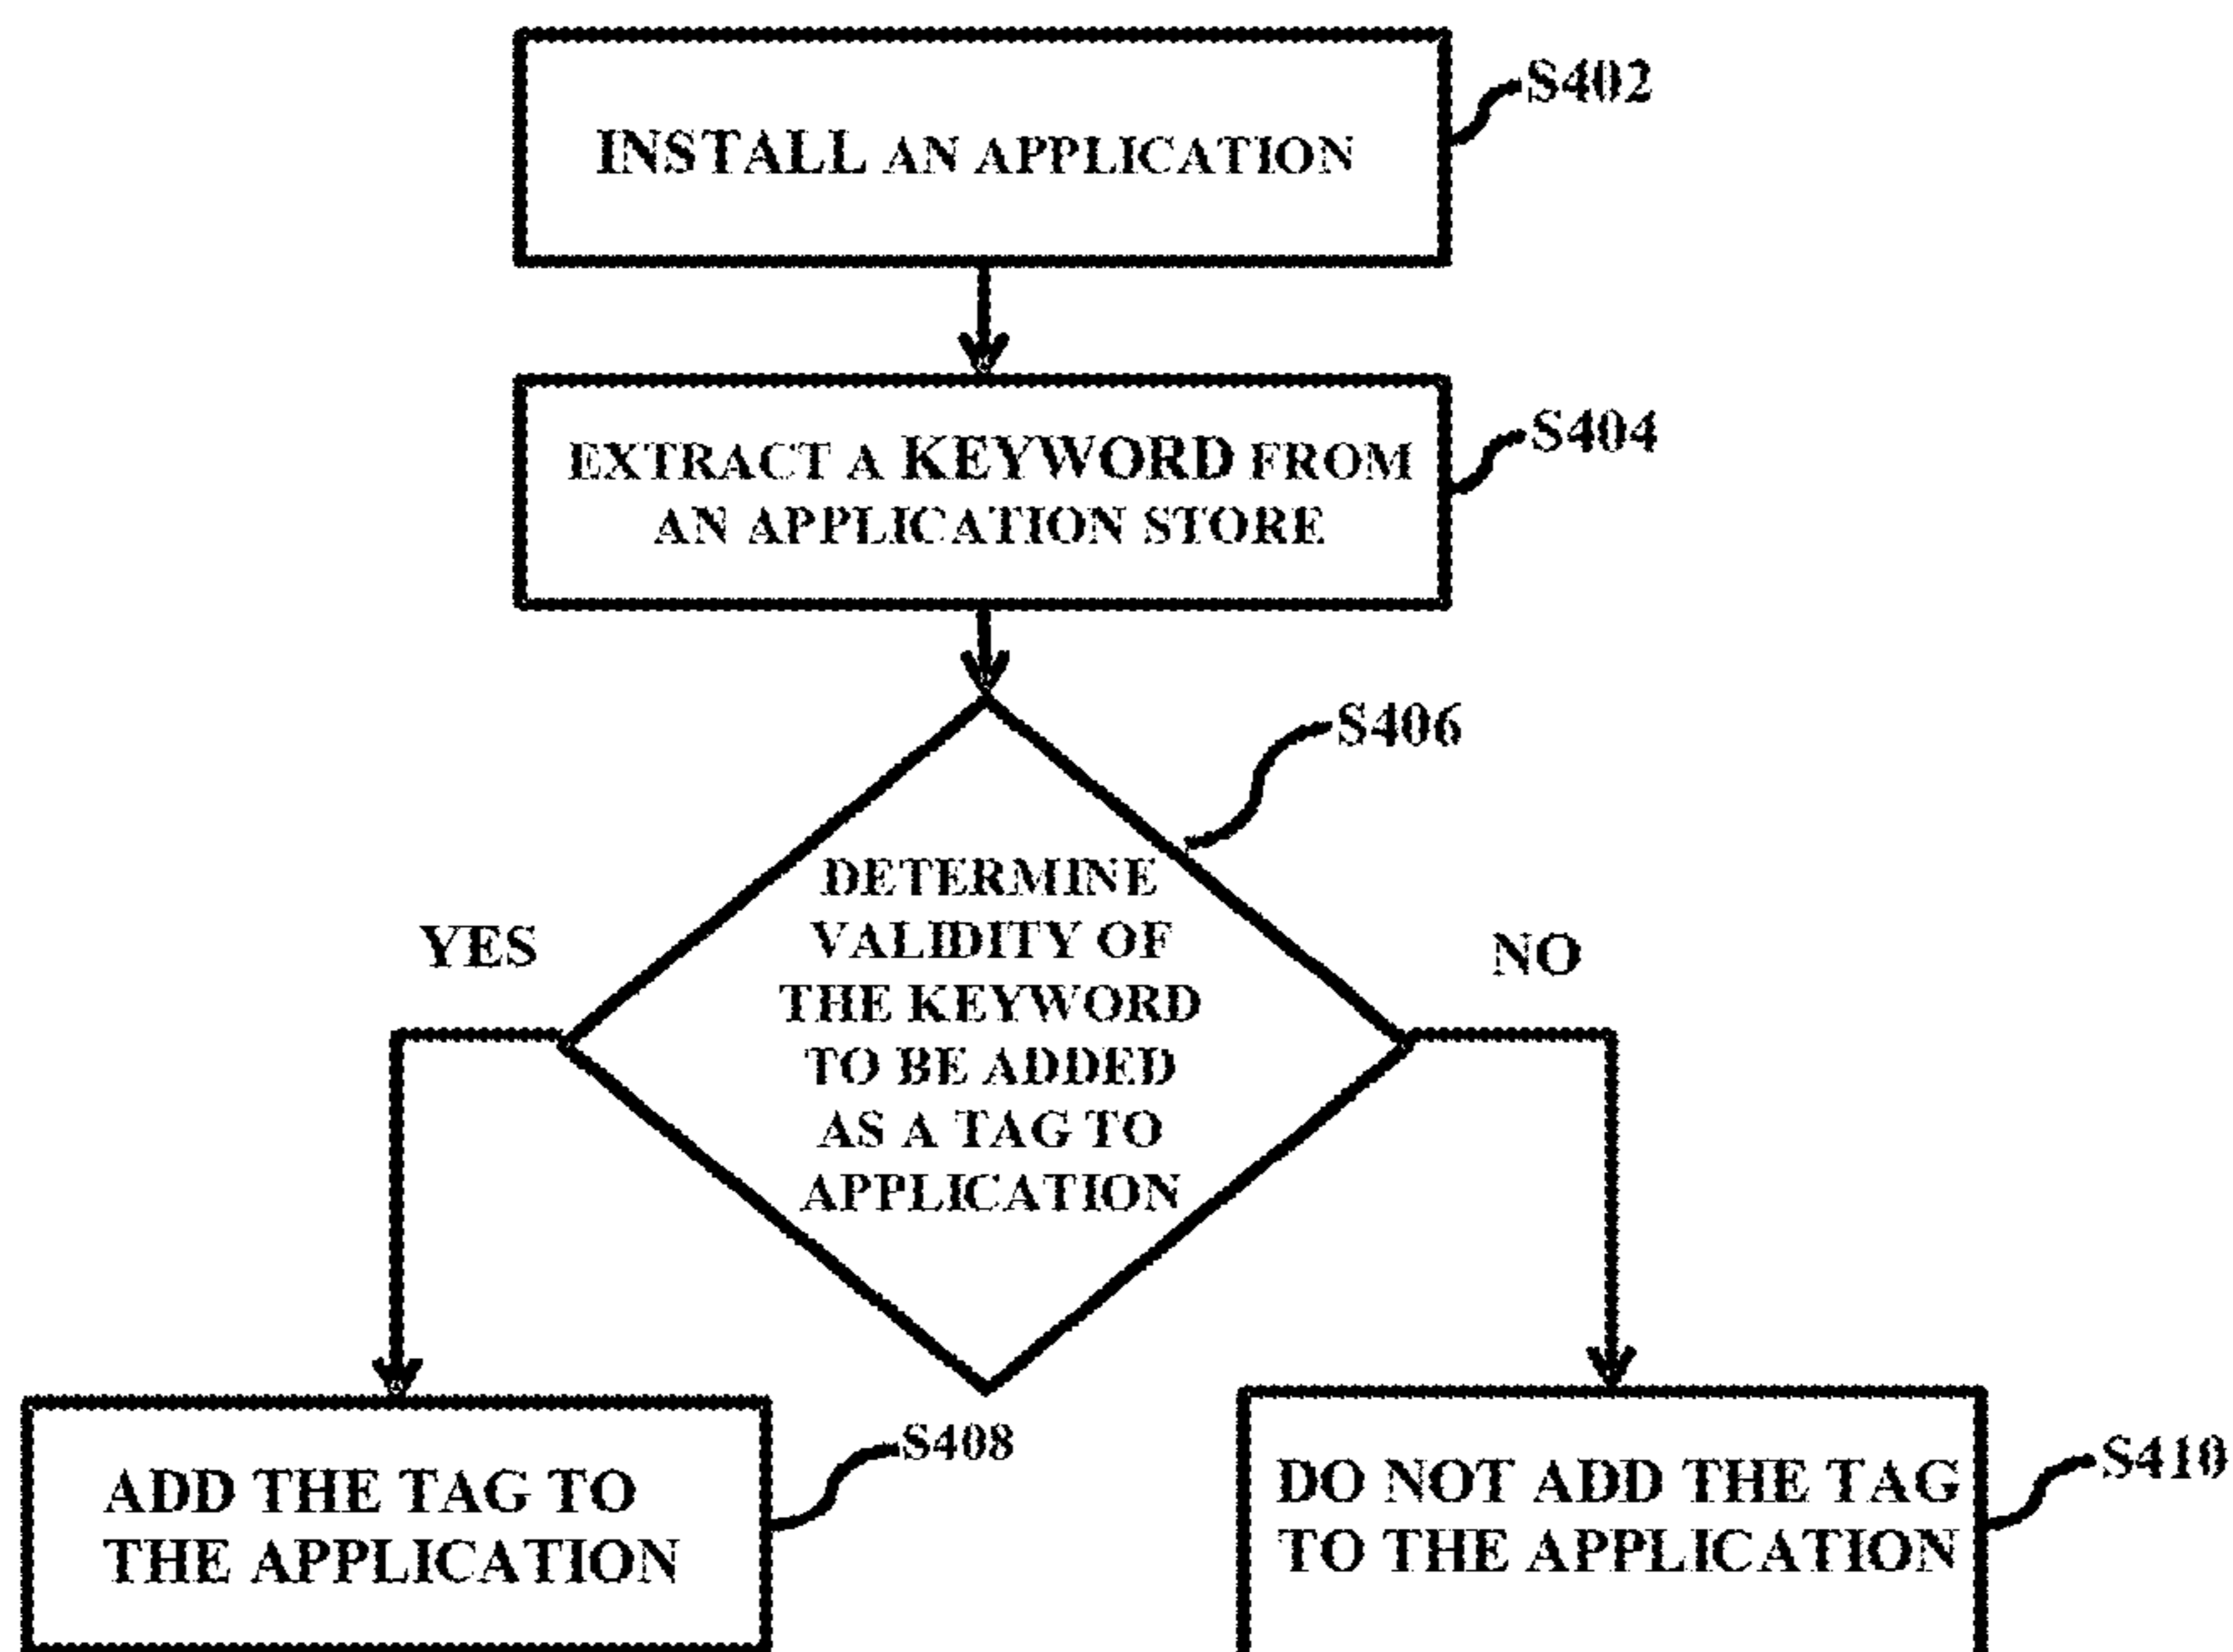 INSTALL AN APPLICATION
S402
EXTRACT A KEYWORD FROM
AN APPLICATION STORE
S404
S406
DETERMINE
VALIDITY OF
THE KEYWORD
TO BE ADDED
AS A TAG TO
APPLICATION
YES
NO
ADD THE TAG TO
THE APPLICATION
S408
DO NOT ADD THE TAG
TO THE APPLICATION
S410